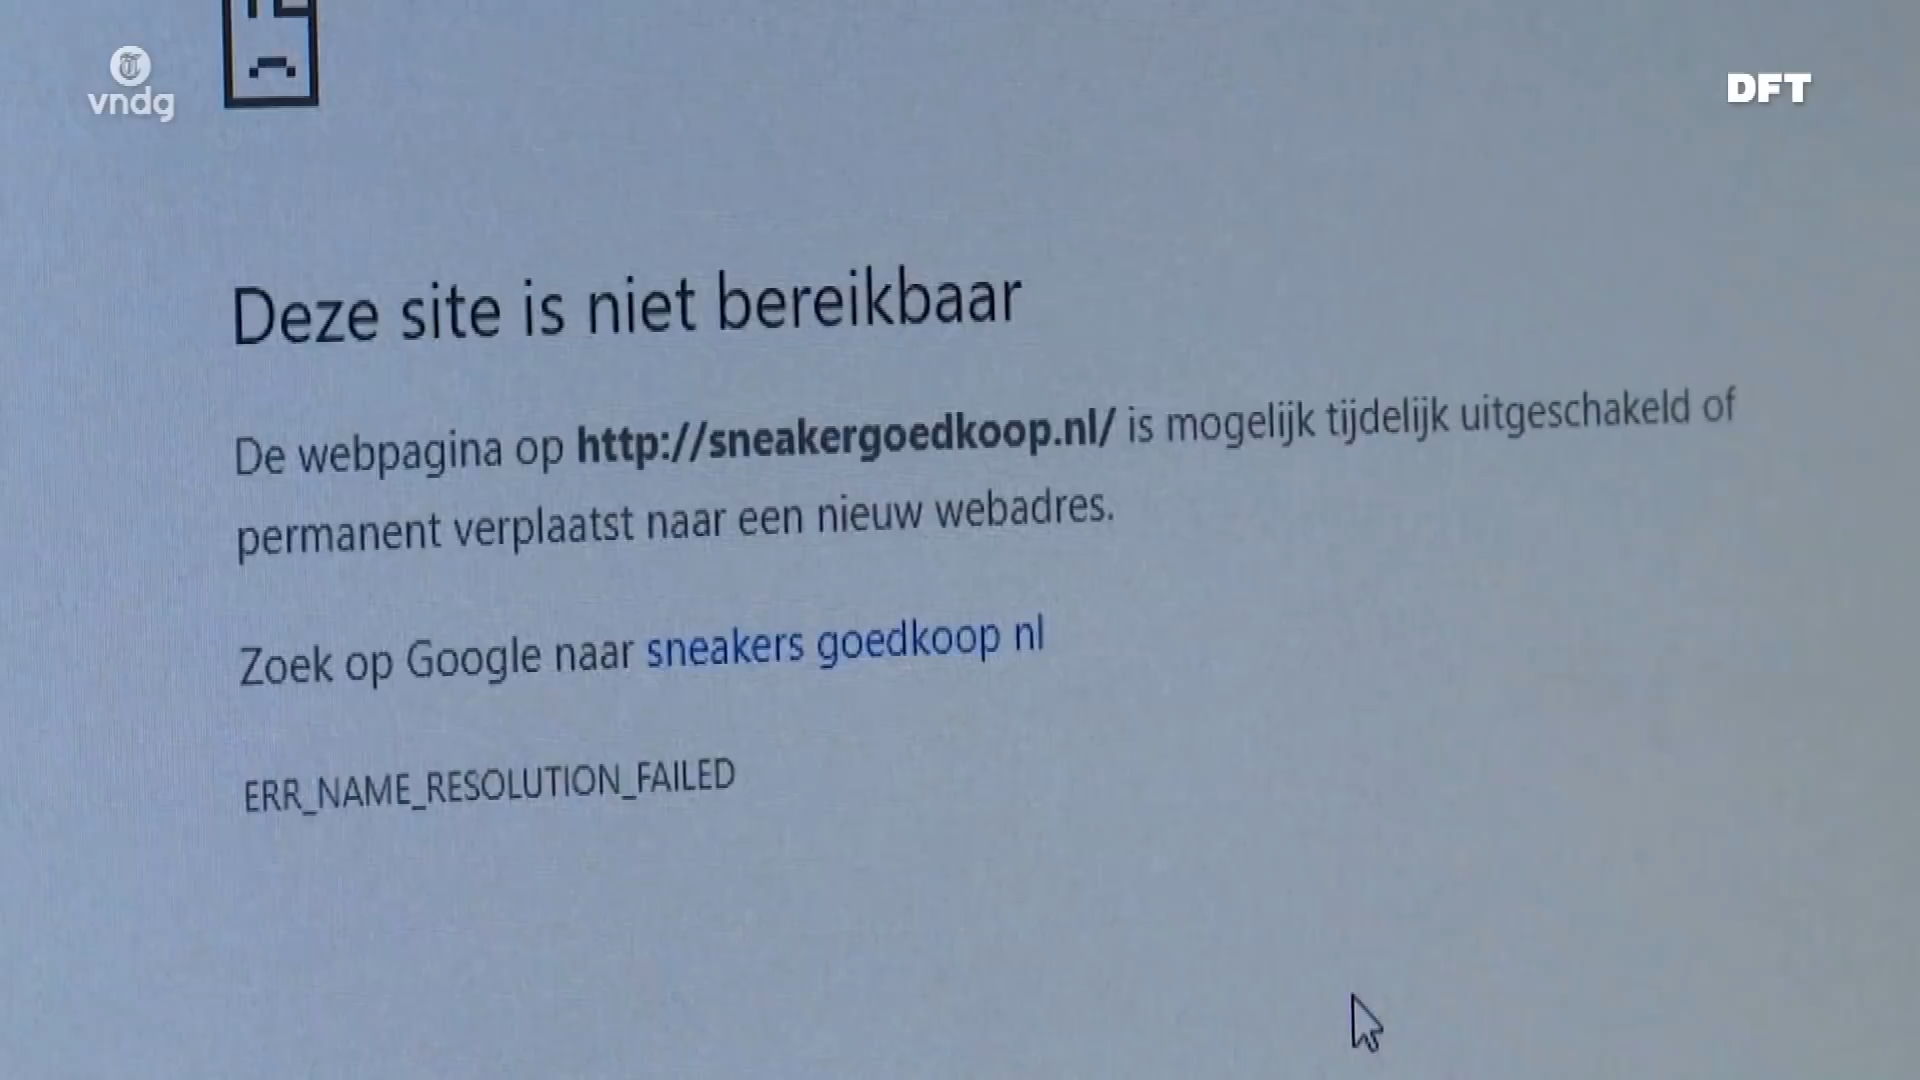 vndg
DFT
Deze site is niet bereikbaar
De webpagina op http://sneakergoedkoop.nl/ is mogelijk tijdelijk uitgeschakeld of
permanent verplaatst naar een nieuw webadres.
Zoek op Google naar sneakers goedkoop nl
ERR_NAME_RESOLUTION_FAILED